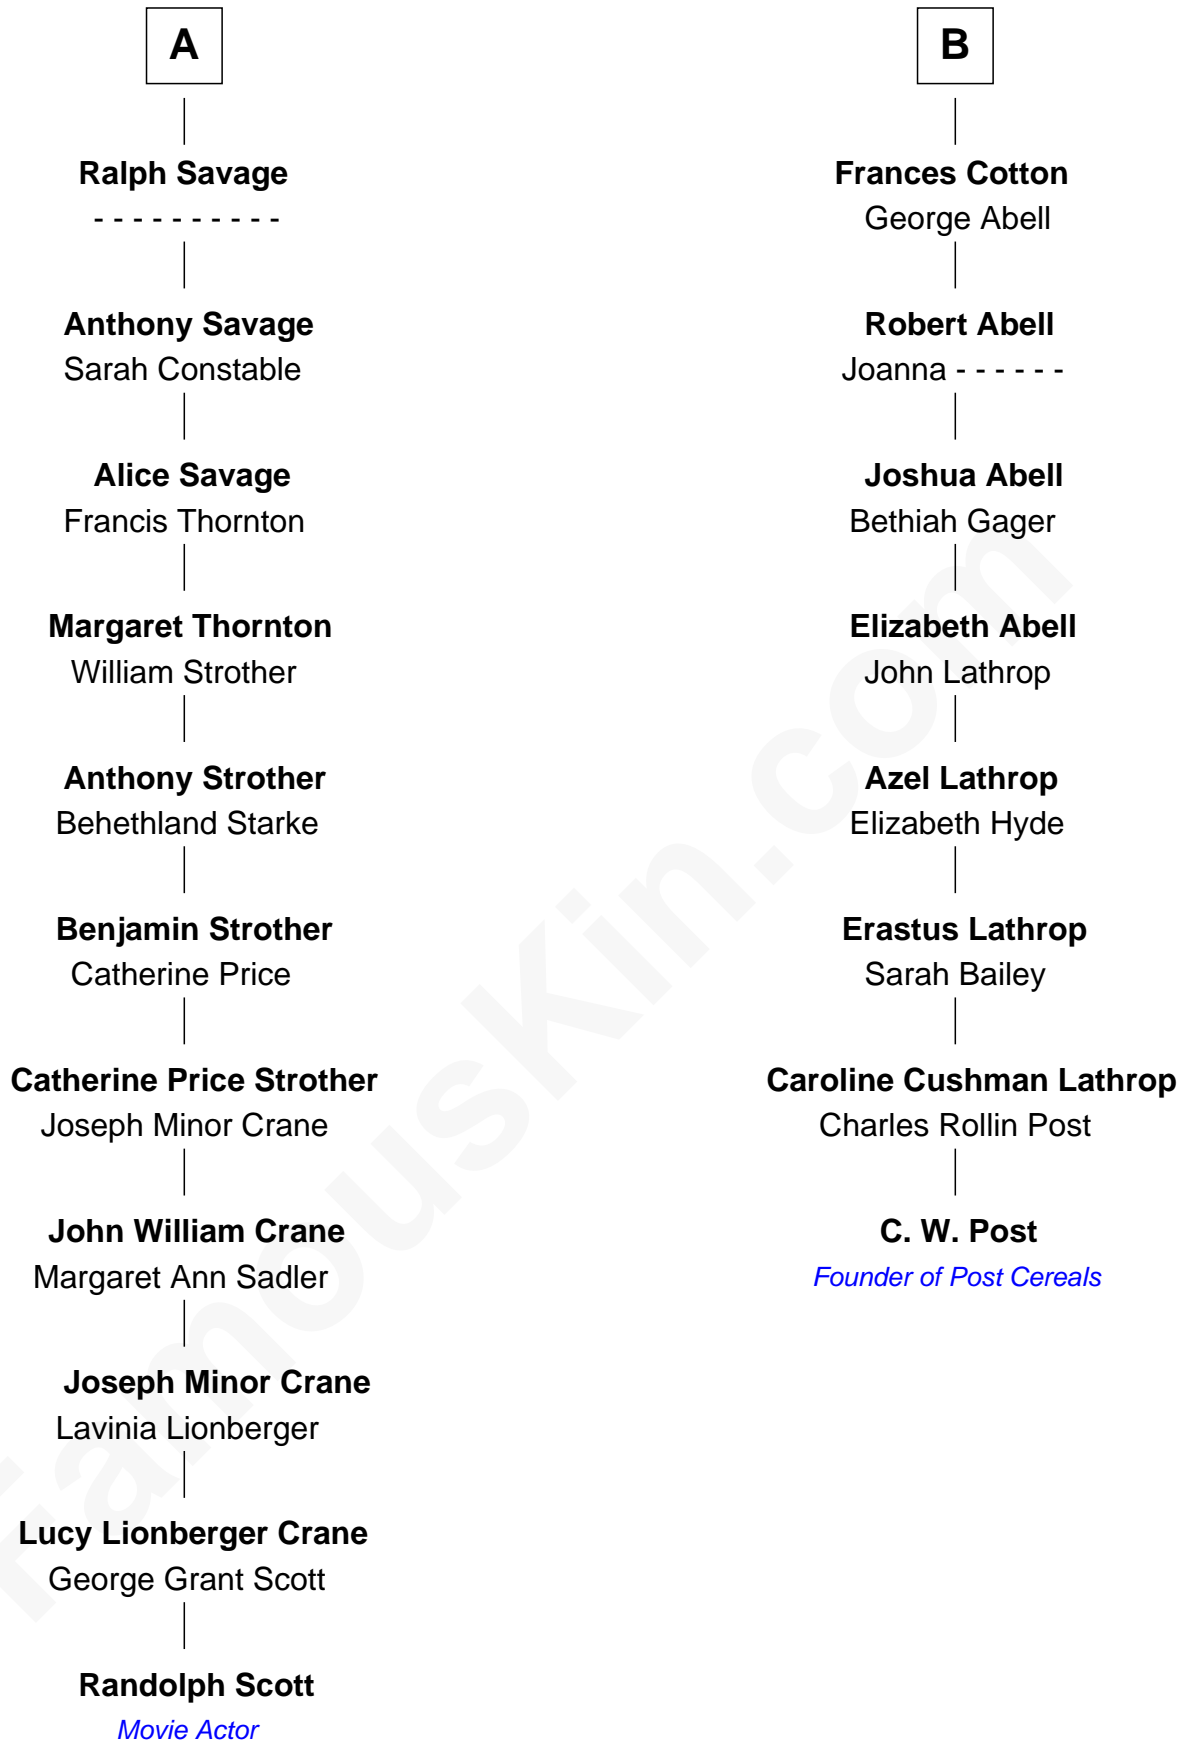 A
Ralph Savage
- - - - - - - - - -
Anthony Savage
Sarah Constable
Alice Savage
Francis Thornton
Margaret Thornton
William Strother
Anthony Strother
Behethland Starke
Benjamin Strother
Catherine Price
Catherine Price Strother
Joseph Minor Crane
John William Crane
Margaret Ann Sadler
Joseph Minor Crane
Lavinia Lionberger
Lucy Lionberger Crane
George Grant Scott
Randolph Scott
Movie Actor
B
Frances Cotton
George Abell
Robert Abell
Joanna - - - - - -
Joshua Abell
Bethiah Gager
Elizabeth Abell
John Lathrop
Azel Lathrop
Elizabeth Hyde
Erastus Lathrop
Sarah Bailey
Caroline Cushman Lathrop
Charles Rollin Post
C. W. Post
Founder of Post Cereals
FamousKin.com